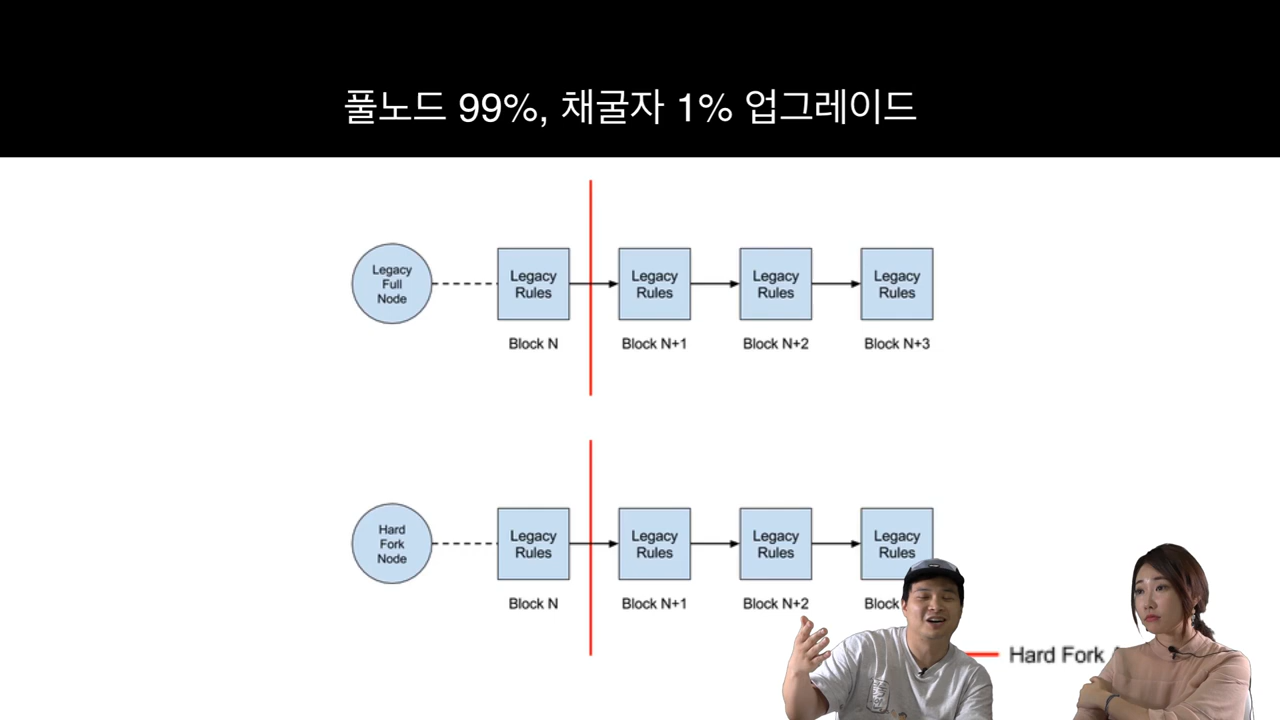 풀노드 99%, 채굴자 1% 업그레이드
Legacy
Full
Node
Legacy
Rules
Legacy
Rules
Legacy
Rules
Legacy
Rules
Block N
Block N+1
Block N+2
Block N+3
Hard
Fork
Node
Legacy
Rules
Legacy
Rules
Legacy
Rules
Legacy
Rules
Block N
Block N+1
Block N+2
Block
Hard Fork